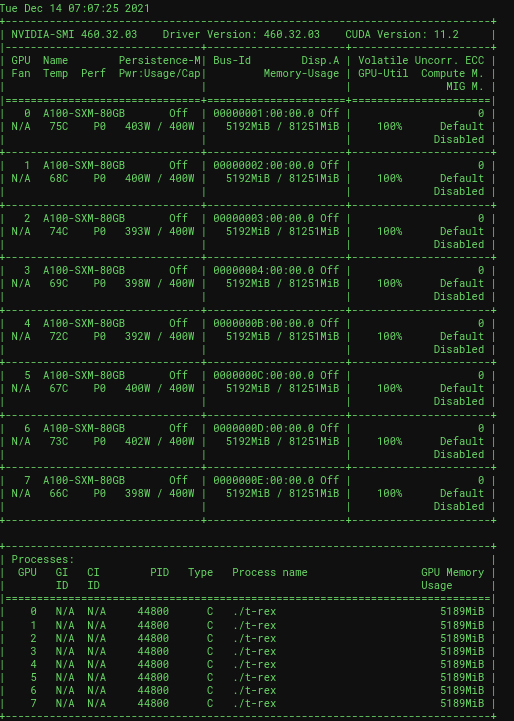 Tue Dec 14 07:07:25 2021
+-----------------------------------------------------------------------------+
| NVIDIA-SMI 460.32.03    Driver Version: 460.32.03    CUDA Version: 11.2     |
|-------------------------------+----------------------+----------------------+
| GPU  Name        Persistence-M| Bus-Id        Disp.A | Volatile Uncorr. ECC |
| Fan  Temp  Perf  Pwr:Usage/Cap|         Memory-Usage | GPU-Util  Compute M. |
|                               |                      |               MIG M. |
|===============================+======================+======================|
|   0  A100-SXM-80GB       Off  | 00000001:00:00.0 Off |                    0 |
| N/A   75C    P0   403W / 400W |   5192MiB / 81251MiB |    100%      Default |
|                               |                      |             Disabled |
+-------------------------------+----------------------+----------------------+
|   1  A100-SXM-80GB       Off  | 00000002:00:00.0 Off |                    0 |
| N/A   68C    P0   400W / 400W |   5192MiB / 81251MiB |    100%      Default |
|                               |                      |             Disabled |
+-------------------------------+----------------------+----------------------+
|   2  A100-SXM-80GB       Off  | 00000003:00:00.0 Off |                    0 |
| N/A   74C    P0   393W / 400W |   5192MiB / 81251MiB |    100%      Default |
|                               |                      |             Disabled |
+-------------------------------+----------------------+----------------------+
|   3  A100-SXM-80GB       Off  | 00000004:00:00.0 Off |                    0 |
| N/A   69C    P0   398W / 400W |   5192MiB / 81251MiB |    100%      Default |
|                               |                      |             Disabled |
+-------------------------------+----------------------+----------------------+
|   4  A100-SXM-80GB       Off  | 0000000B:00:00.0 Off |                    0 |
| N/A   72C    P0   392W / 400W |   5192MiB / 81251MiB |    100%      Default |
|                               |                      |             Disabled |
+-------------------------------+----------------------+----------------------+
|   5  A100-SXM-80GB       Off  | 0000000C:00:00.0 Off |                    0 |
| N/A   67C    P0   400W / 400W |   5192MiB / 81251MiB |    100%      Default |
|                               |                      |             Disabled |
+-------------------------------+----------------------+----------------------+
|   6  A100-SXM-80GB       Off  | 0000000D:00:00.0 Off |                    0 |
| N/A   73C    P0   402W / 400W |   5192MiB / 81251MiB |    100%      Default |
|                               |                      |             Disabled |
+-------------------------------+----------------------+----------------------+
|   7  A100-SXM-80GB       Off  | 0000000E:00:00.0 Off |                    0 |
| N/A   66C    P0   398W / 400W |   5192MiB / 81251MiB |    100%      Default |
|                               |                      |             Disabled |
+-------------------------------+----------------------+----------------------+

+-----------------------------------------------------------------------------+
| Processes:                                                                  |
|  GPU   GI   CI        PID   Type   Process name                  GPU Memory |
|        ID   ID                                                   Usage      |
|=============================================================================|
|    0   N/A  N/A     44800      C   ./t-rex                          5189MiB |
|    1   N/A  N/A     44800      C   ./t-rex                          5189MiB |
|    2   N/A  N/A     44800      C   ./t-rex                          5189MiB |
|    3   N/A  N/A     44800      C   ./t-rex                          5189MiB |
|    4   N/A  N/A     44800      C   ./t-rex                          5189MiB |
|    5   N/A  N/A     44800      C   ./t-rex                          5189MiB |
|    6   N/A  N/A     44800      C   ./t-rex                          5189MiB |
|    7   N/A  N/A     44800      C   ./t-rex                          5189MiB |
+-----------------------------------------------------------------------------+